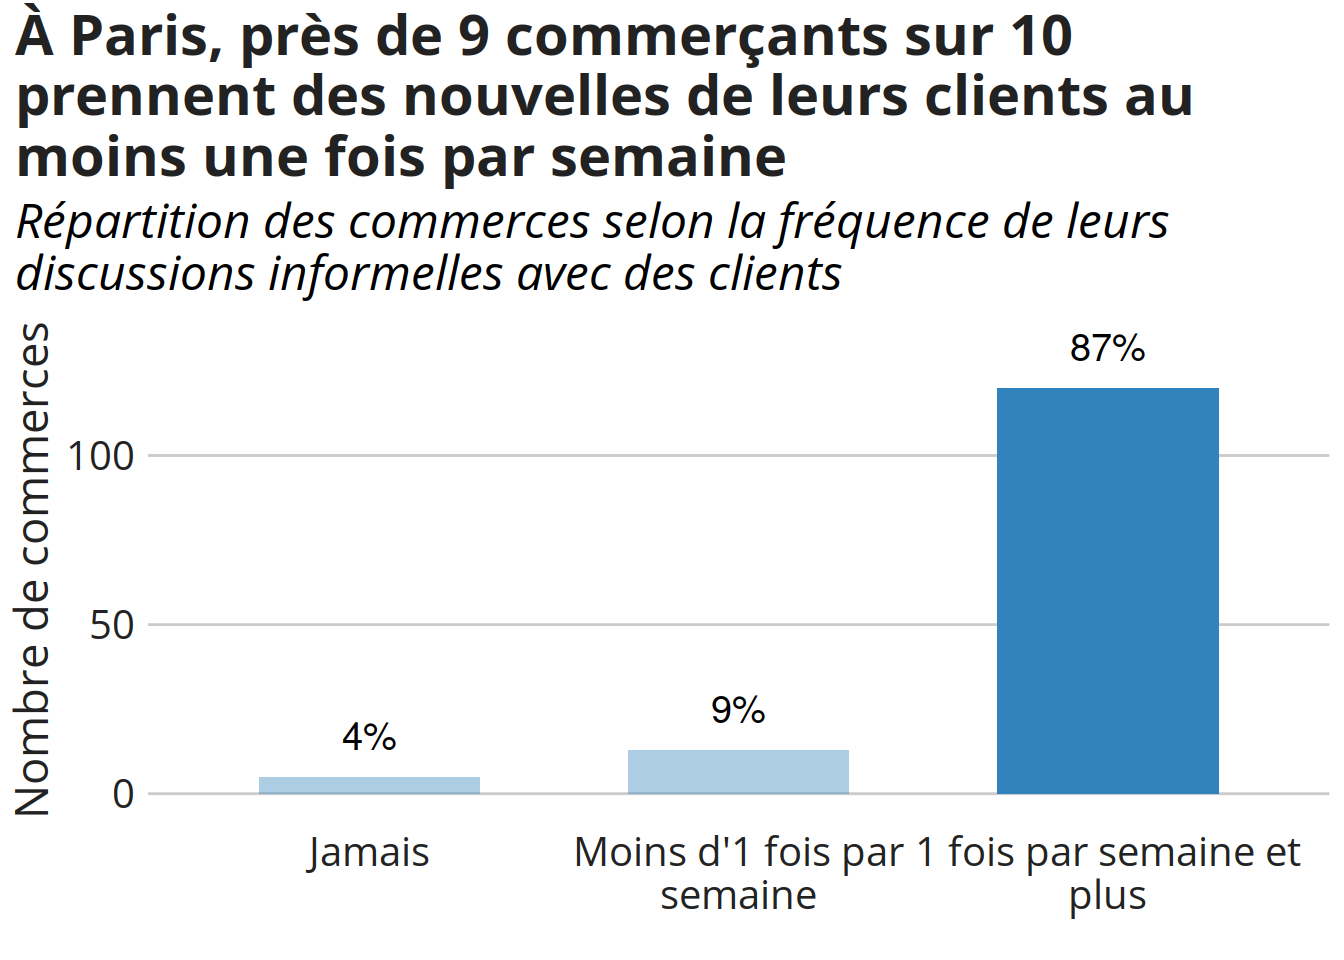 À Paris, près de 9 commerçants sur 10
prennent des nouvelles de leurs clients au
moins une fois par semaine
Répartition des commerces selon la fréquence de leurs
discussions informelles avec des clients
Nombre de commerces
100
50
0
4%
9%
87%
Jamais
Moins d'1 fois par
semaine
1 fois par semaine et
plus